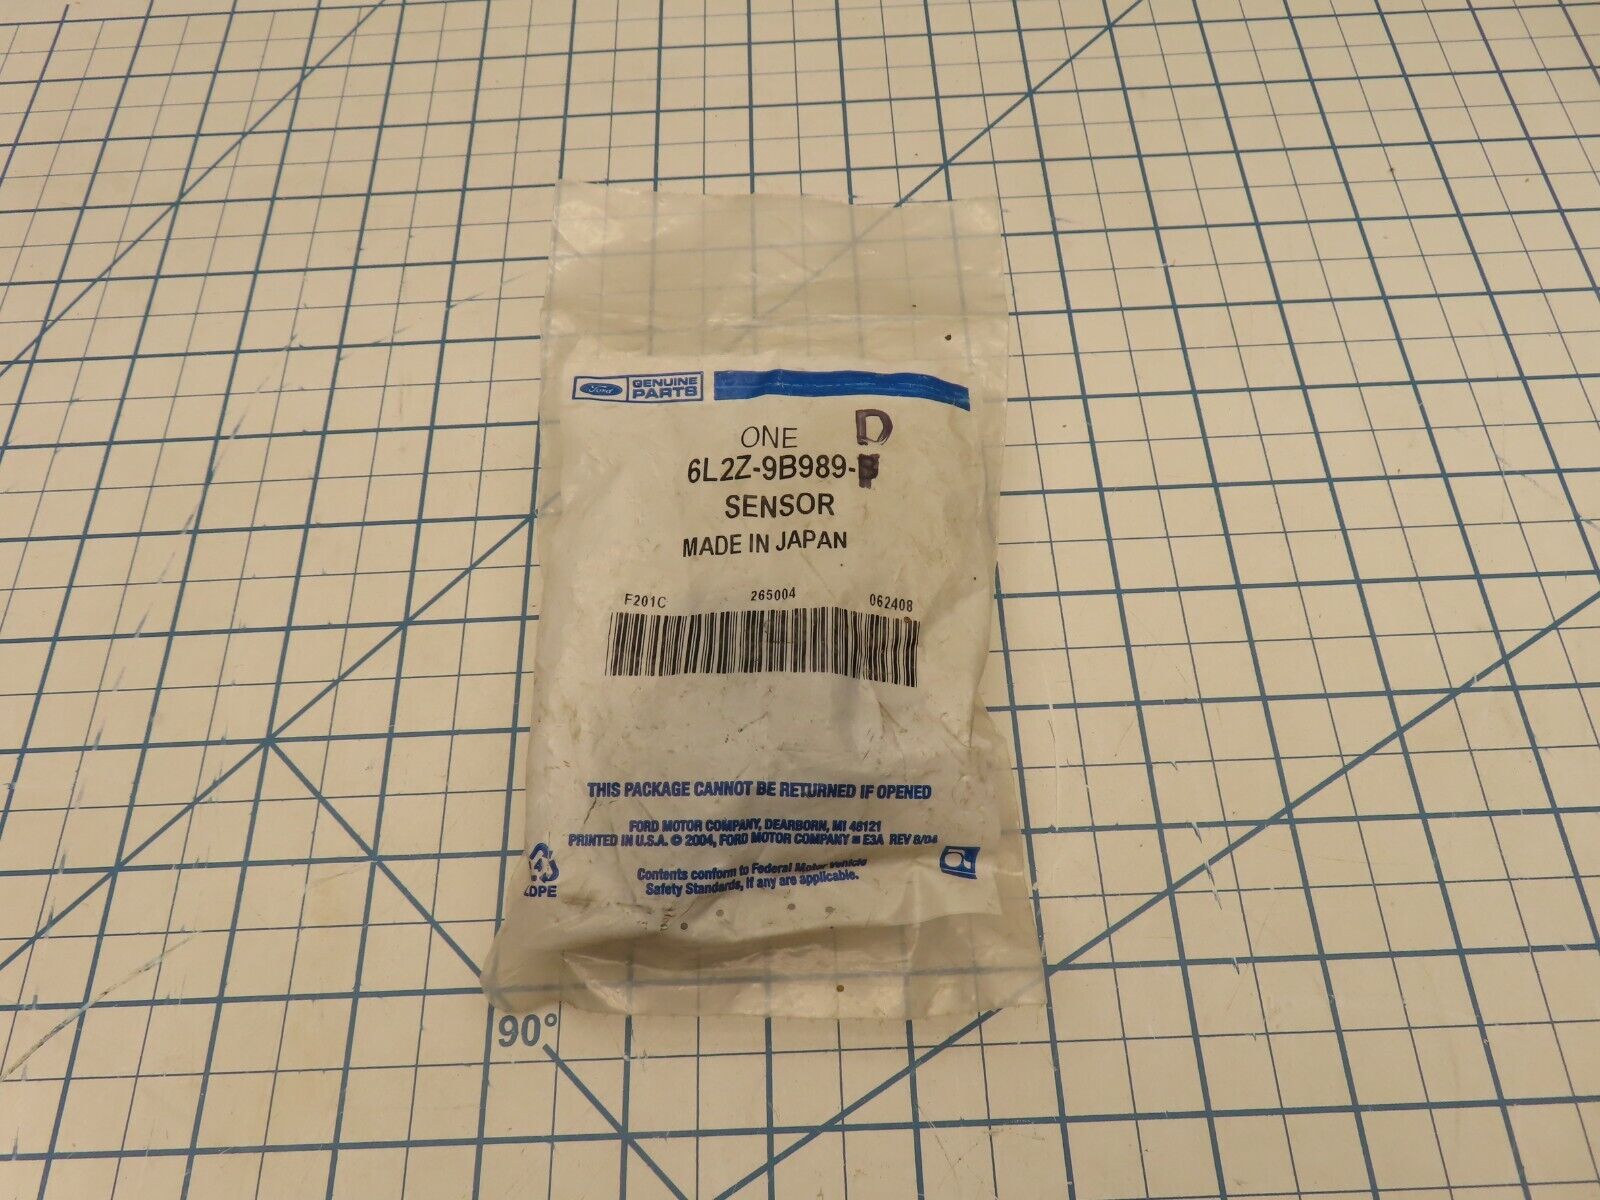 Ford GENUINE PARTS
ONE D
6L2Z-9B989-
SENSOR
MADE IN JAPAN
F201C 265004 062408
THIS PACKAGE CANNOT BE RETURNED IF OPENED
FORD MOTOR COMPANY, DEARBORN, MI 48121
PRINTED IN U.S.A. © 2004, FORD MOTOR COMPANY E3A REV 8/04
Contents conform to Federal Motor Vehicle
Safety Standards, if any are applicable.
4
LDPE
90°